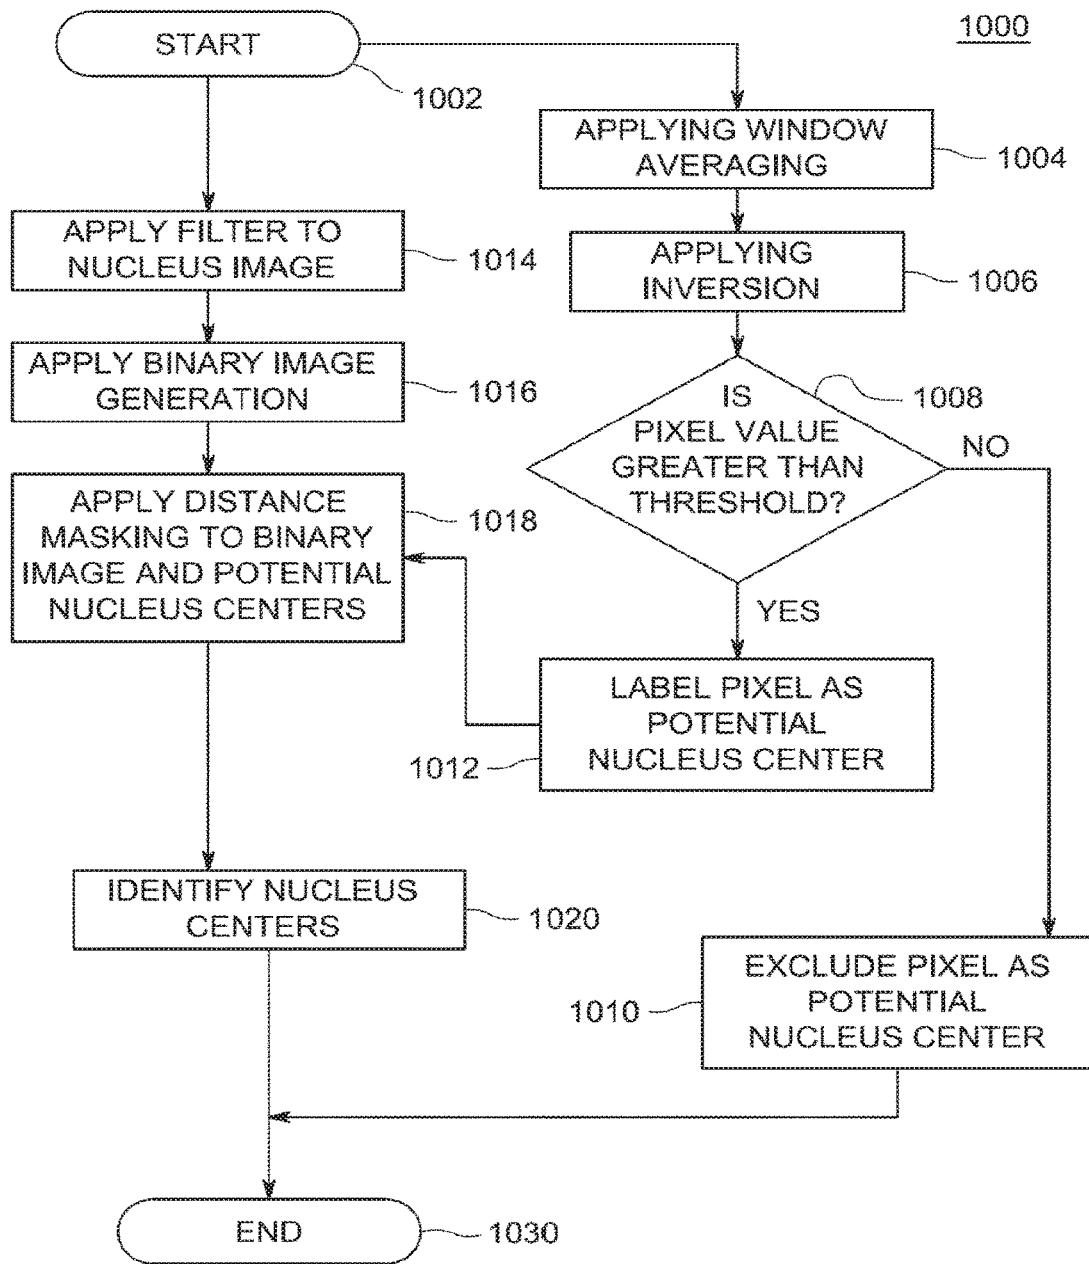 1000
START
1002
APPLYING WINDOW
AVERAGING
1004
APPLY FILTER TO
NUCLEUS IMAGE
1014
APPLYING
INVERSION
1006
APPLY BINARY IMAGE
GENERATION
1016
IS
PIXEL VALUE
GREATER THAN
THRESHOLD?
1008
NO
YES
APPLY DISTANCE
MASKING TO BINARY
IMAGE AND POTENTIAL
NUCLEUS CENTERS
1018
LABEL PIXEL AS
POTENTIAL
NUCLEUS CENTER
1012
IDENTIFY NUCLEUS
CENTERS
1020
EXCLUDE PIXEL AS
POTENTIAL
NUCLEUS CENTER
1010
END
1030